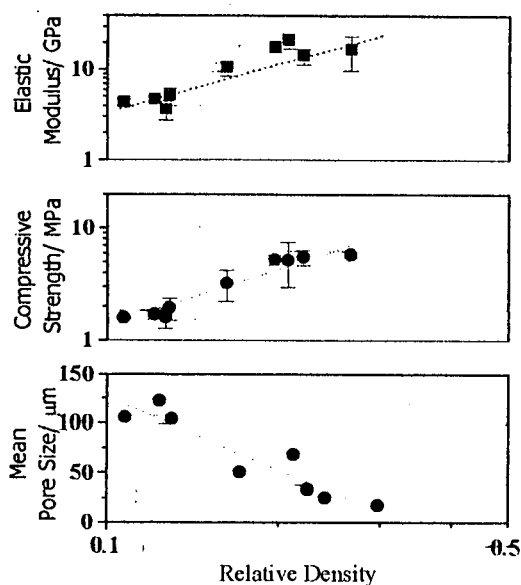 Elastic
Modulus/ GPa
10
1
Compressive
Strength/ MPa
10
1
Mean
Pore Size/ μm
150
100
50
0
0.1
0.5
Relative Density